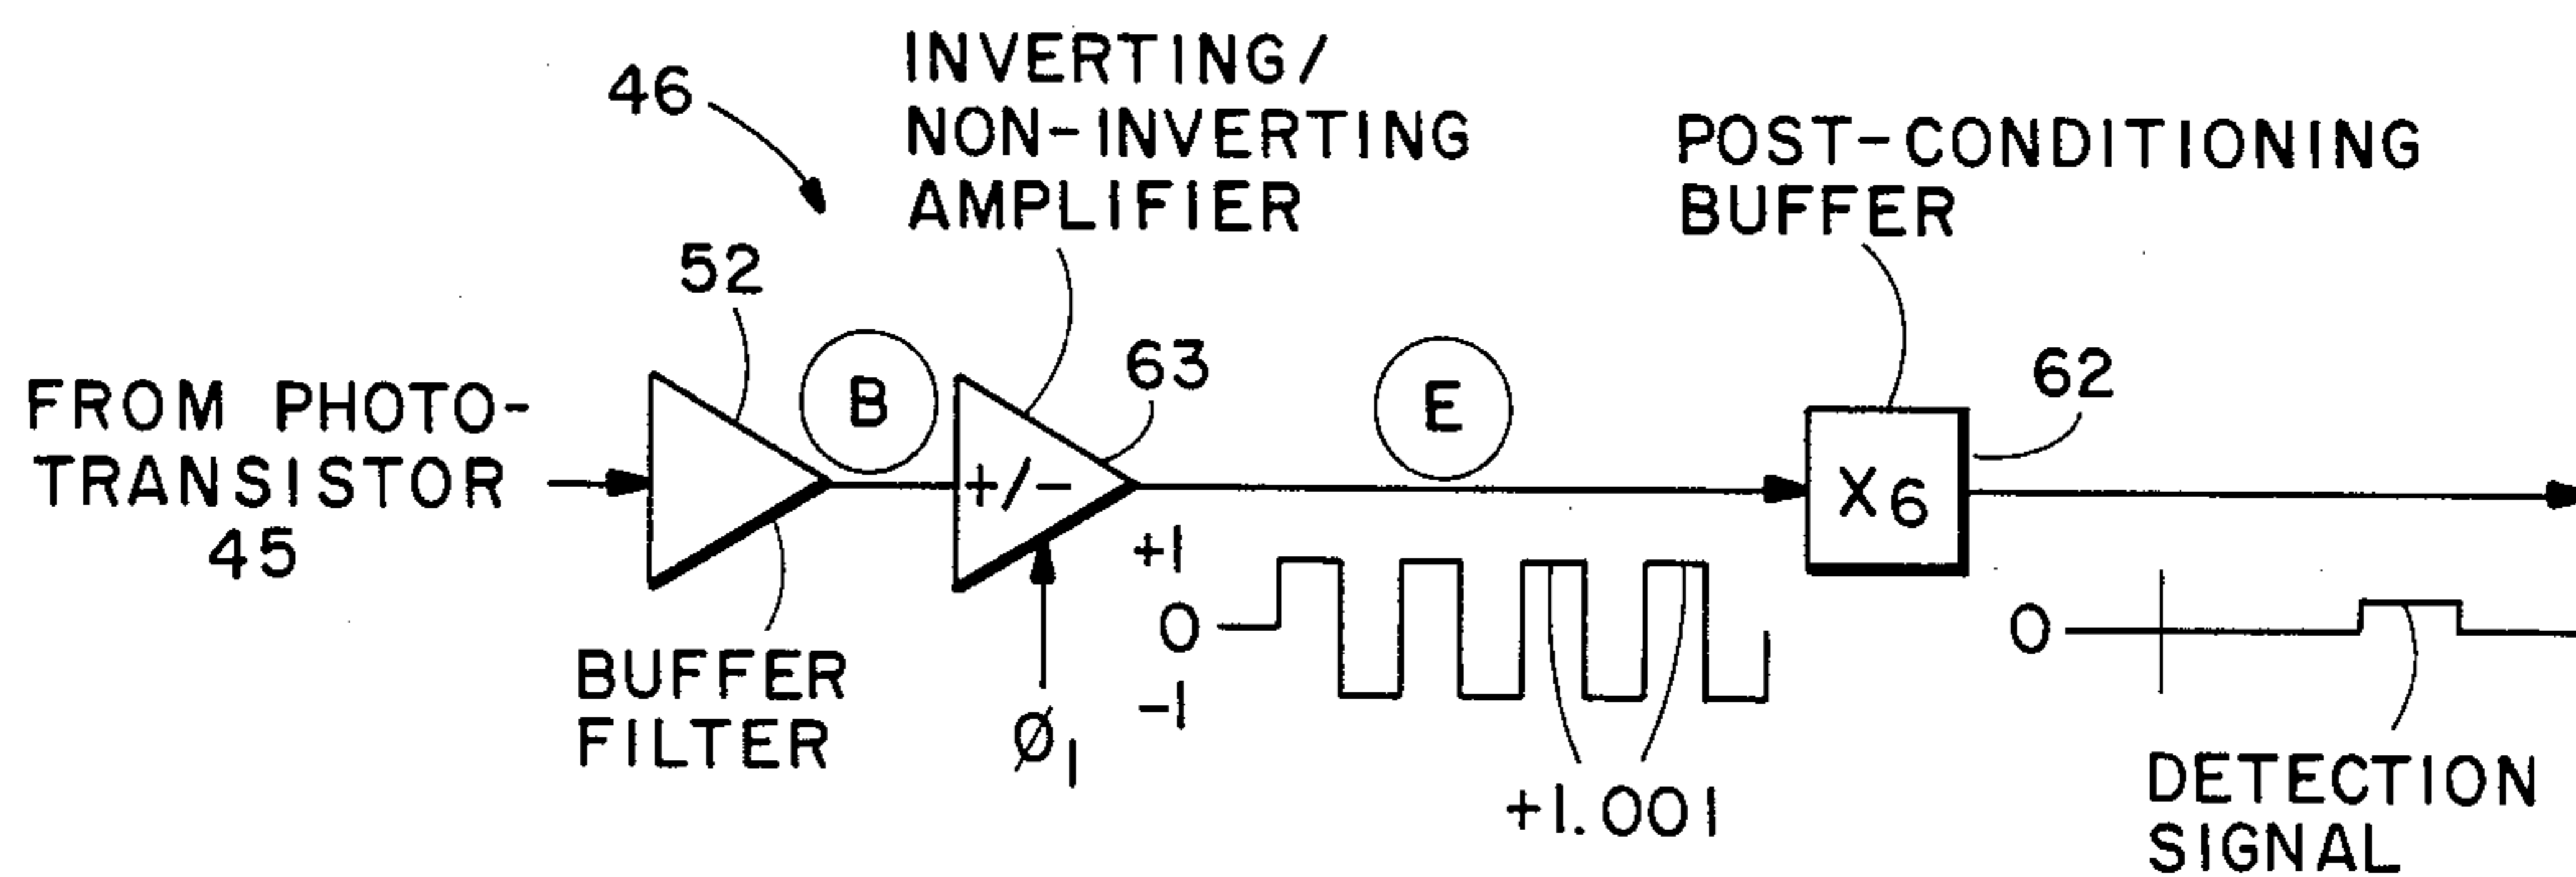 46
INVERTING/
NON-INVERTING
AMPLIFIER
POST-CONDITIONING
BUFFER
52
B
63
E
62
FROM PHOTO-
TRANSISTOR
45
+/-
X6
BUFFER
FILTER
Ø1
+1
0
-1
+1.001
0
DETECTION
SIGNAL